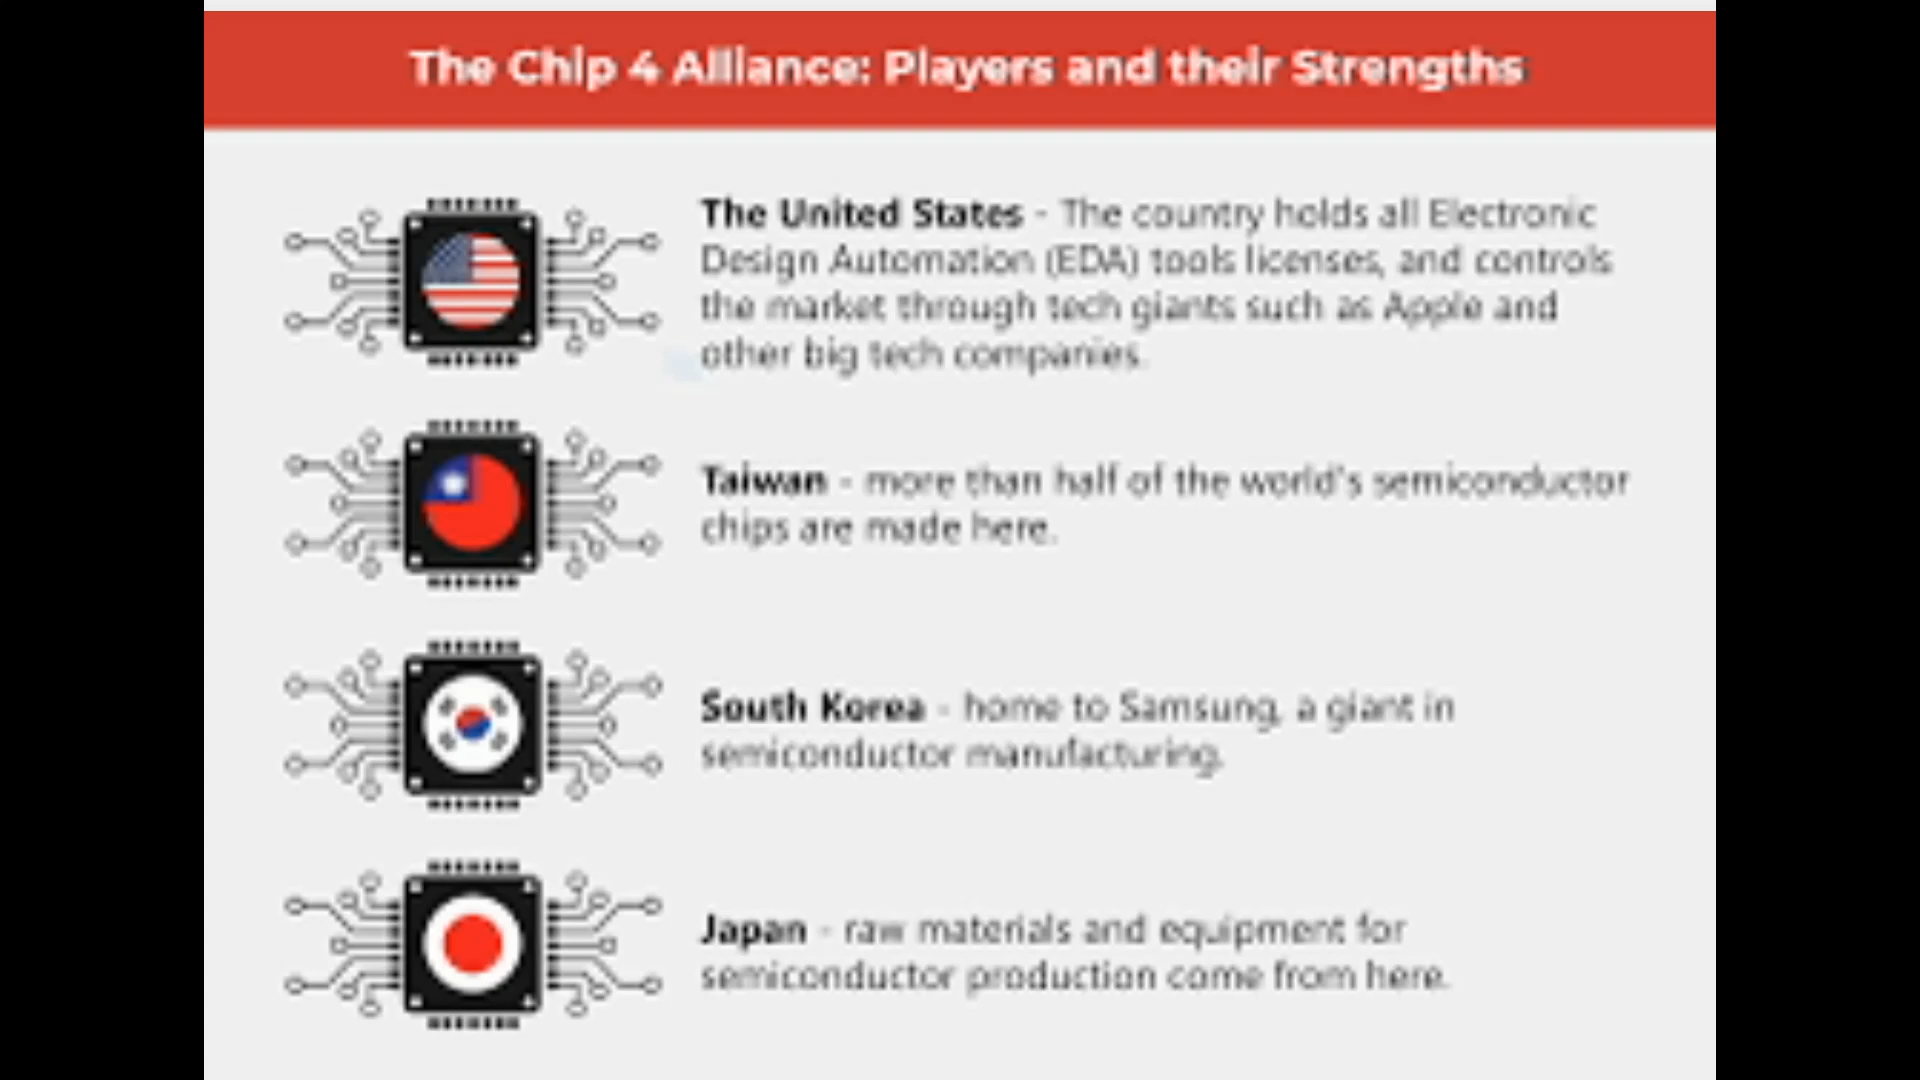 The Chip 4 Alliance: Players and their Strengths
The United States - The country holds all Electronic
Design Automation (EDA) tools licenses, and controls
the market through tech giants such as Apple and
other big tech companies.
Taiwan - more than half of the world's semiconductor
chips are made here.
South Korea - home to Samsung, a giant in
semiconductor manufacturing.
Japan - raw materials and equipment for
semiconductor production come from here.